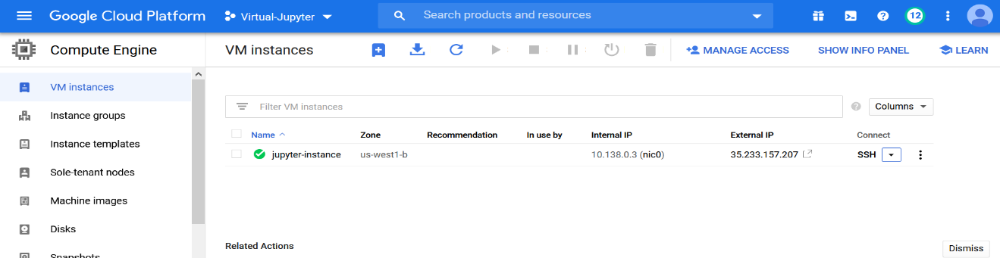 Google Cloud Platform Virtual-Jupyter Search products and resources 12
Compute Engine VM instances MANAGE ACCESS SHOW INFO PANEL LEARN
VM instances
Instance groups
Instance templates
Sole-tenant nodes
Machine images
Disks
Snapshots
Filter VM instances Columns
Name Zone Recommendation In use by Internal IP External IP Connect
jupyter-instance us-west1-b 10.138.0.3 (nic0) 35.233.157.207 SSH
Related Actions Dismiss